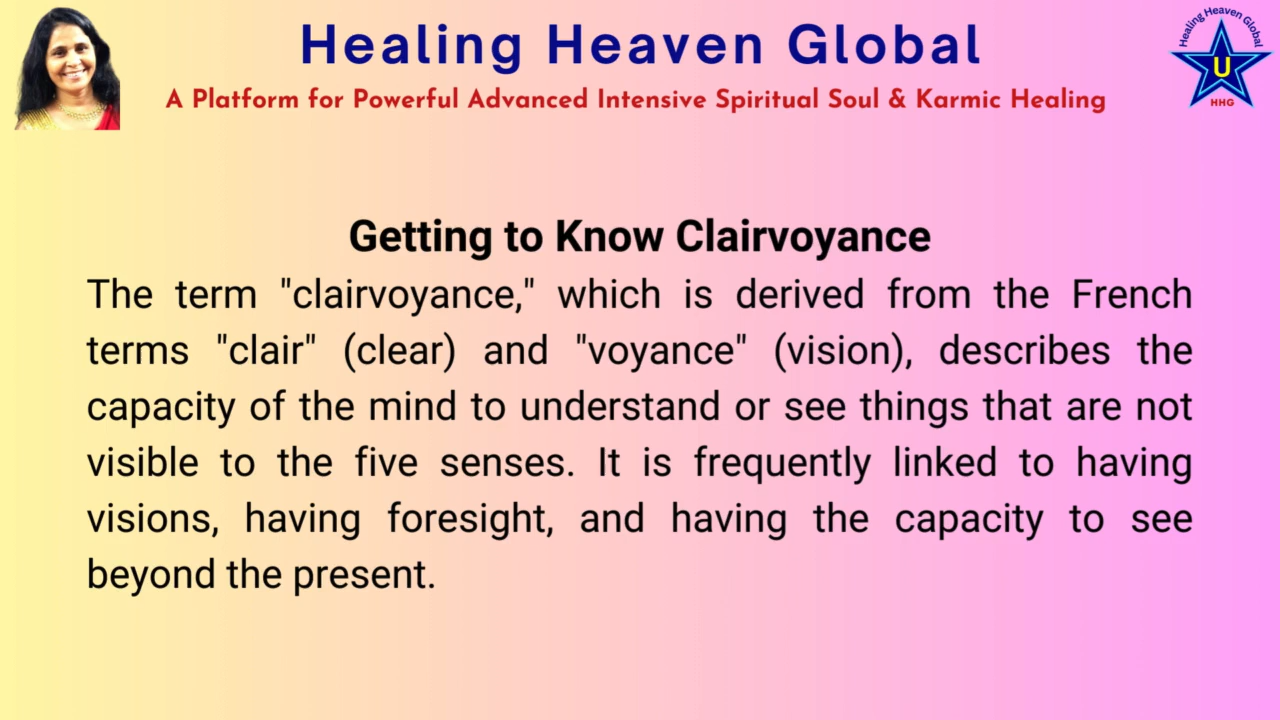 Healing Heaven Global
A Platform for Powerful Advanced Intensive Spiritual Soul & Karmic Healing
Healing Heaven Global
U
HHG
Getting to Know Clairvoyance
The term "clairvoyance," which is derived from the French
terms "clair" (clear) and "voyance" (vision), describes the
capacity of the mind to understand or see things that are not
visible to the five senses. It is frequently linked to having
visions, having foresight, and having the capacity to see
beyond the present.